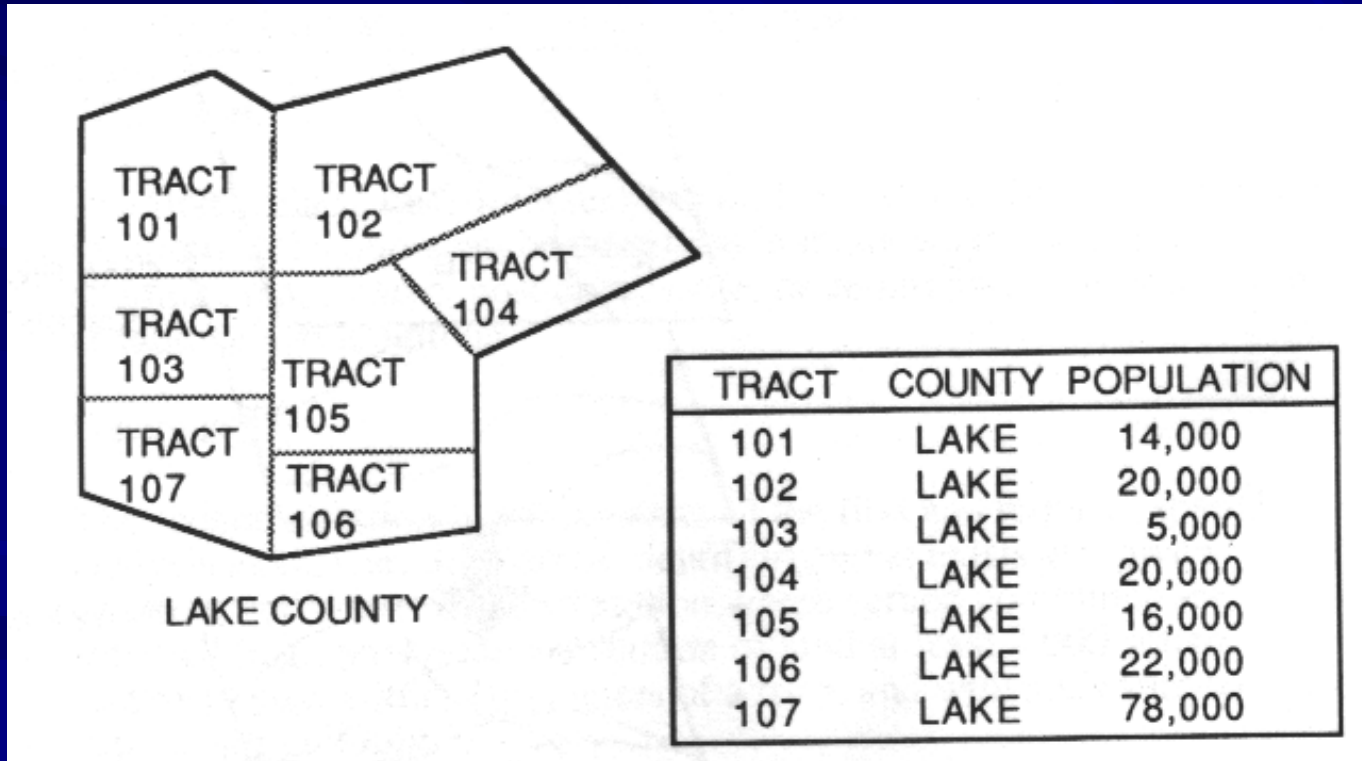 TRACT
101
TRACT
102
TRACT
104
TRACT
103
TRACT
105
TRACT
107
TRACT
106
LAKE COUNTY
TRACT COUNTY POPULATION
101 LAKE 14,000
102 LAKE 20,000
103 LAKE 5,000
104 LAKE 20,000
105 LAKE 16,000
106 LAKE 22,000
107 LAKE 78,000